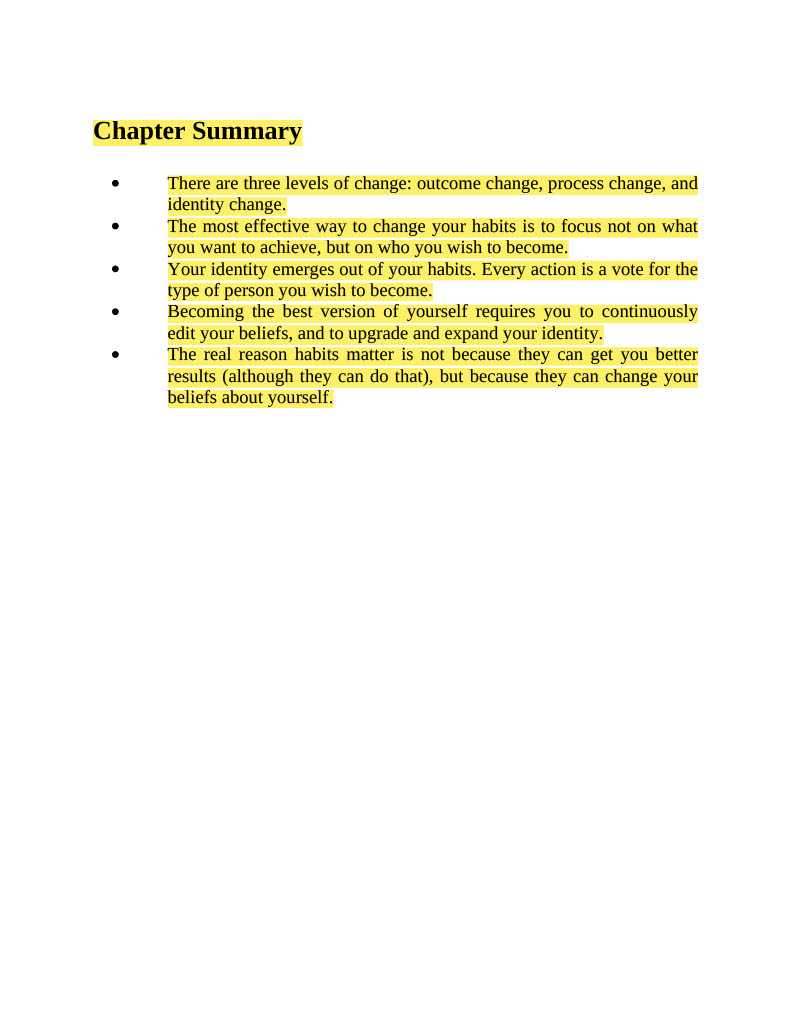 Chapter Summary
• There are three levels of change: outcome change, process change, and
identity change.
• The most effective way to change your habits is to focus not on what
you want to achieve, but on who you wish to become.
• Your identity emerges out of your habits. Every action is a vote for the
type of person you wish to become.
• Becoming the best version of yourself requires you to continuously
edit your beliefs, and to upgrade and expand your identity.
• The real reason habits matter is not because they can get you better
results (although they can do that), but because they can change your
beliefs about yourself.